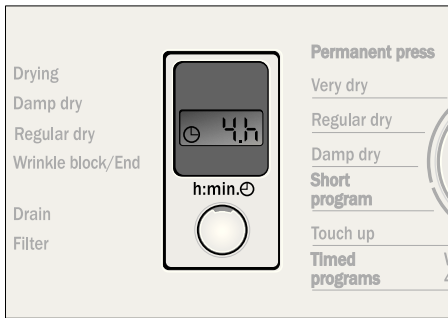 Drying
Damp dry
Regular dry
Wrinkle block/End
Drain
Filter
4.h
h:min.
Permanent press
Very dry
Regular dry
Damp dry
Short
program
Touch up
Timed
programs